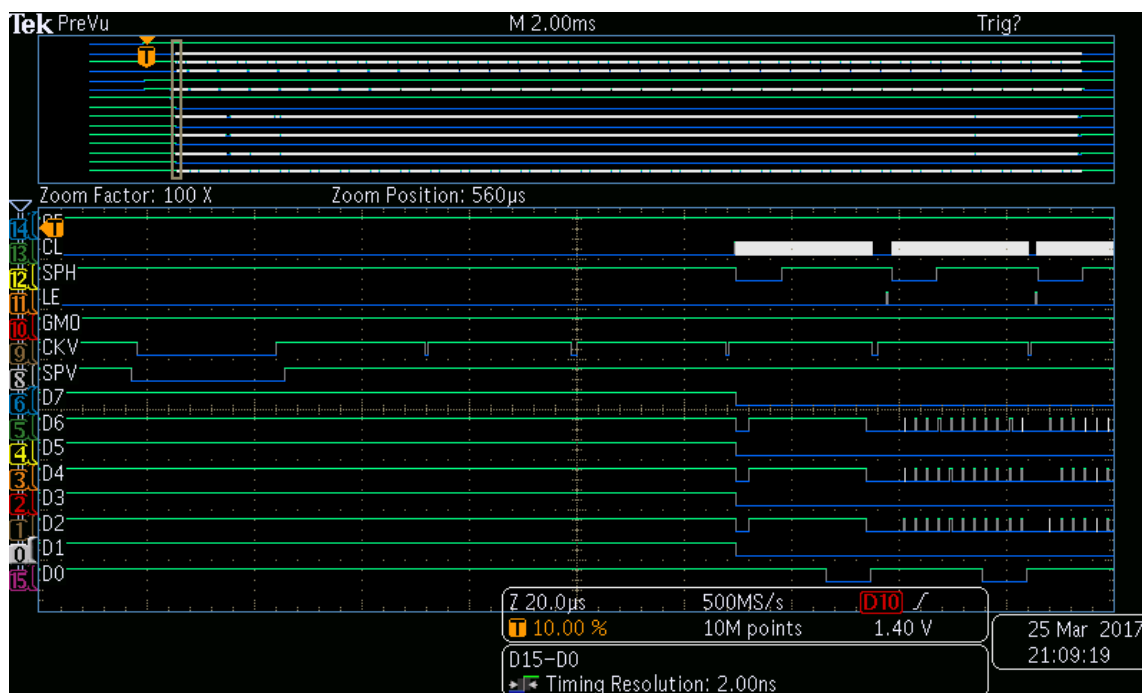 Tek PreVu M 2.00ms Trig?
T
Zoom Factor: 100 X Zoom Position: 560µs
14 T
13 CL
12 SPH
11 LE
10 GMO
9 CKV
8 SPV
6 D7
5 D6
4 D5
3 D4
2 D3
1 D2
0 D1
15 D0
Z 20.0µs 500MS/s D10
T 10.00 % 10M points 1.40 V
25 Mar 2017
21:09:19
D15-D0
Timing Resolution: 2.00ns